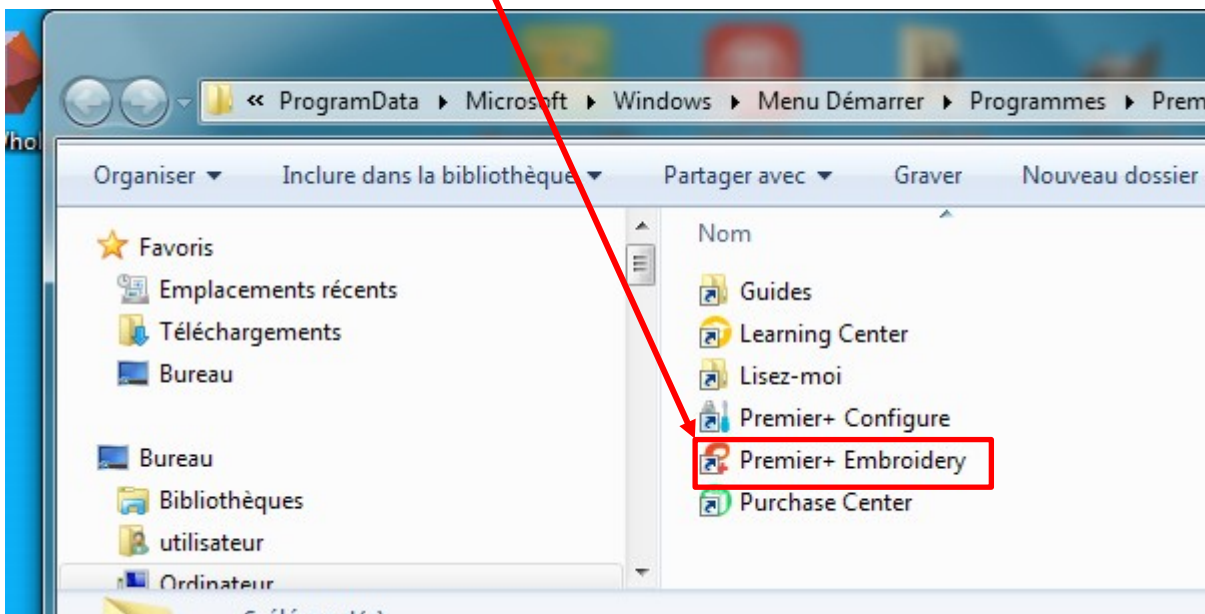 « ProgramData ▸ Microsoft ▸ Windows ▸ Menu Démarrer ▸ Programmes ▸ Prem
Organiser ▾ Inclure dans la bibliothèque ▾ Partager avec ▾ Graver Nouveau dossier
Favoris
Emplacements récents
Téléchargements
Bureau
Bureau
Bibliothèques
utilisateur
Ordinateur
Nom
Guides
Learning Center
Lisez-moi
Premier+ Configure
Premier+ Embroidery
Purchase Center